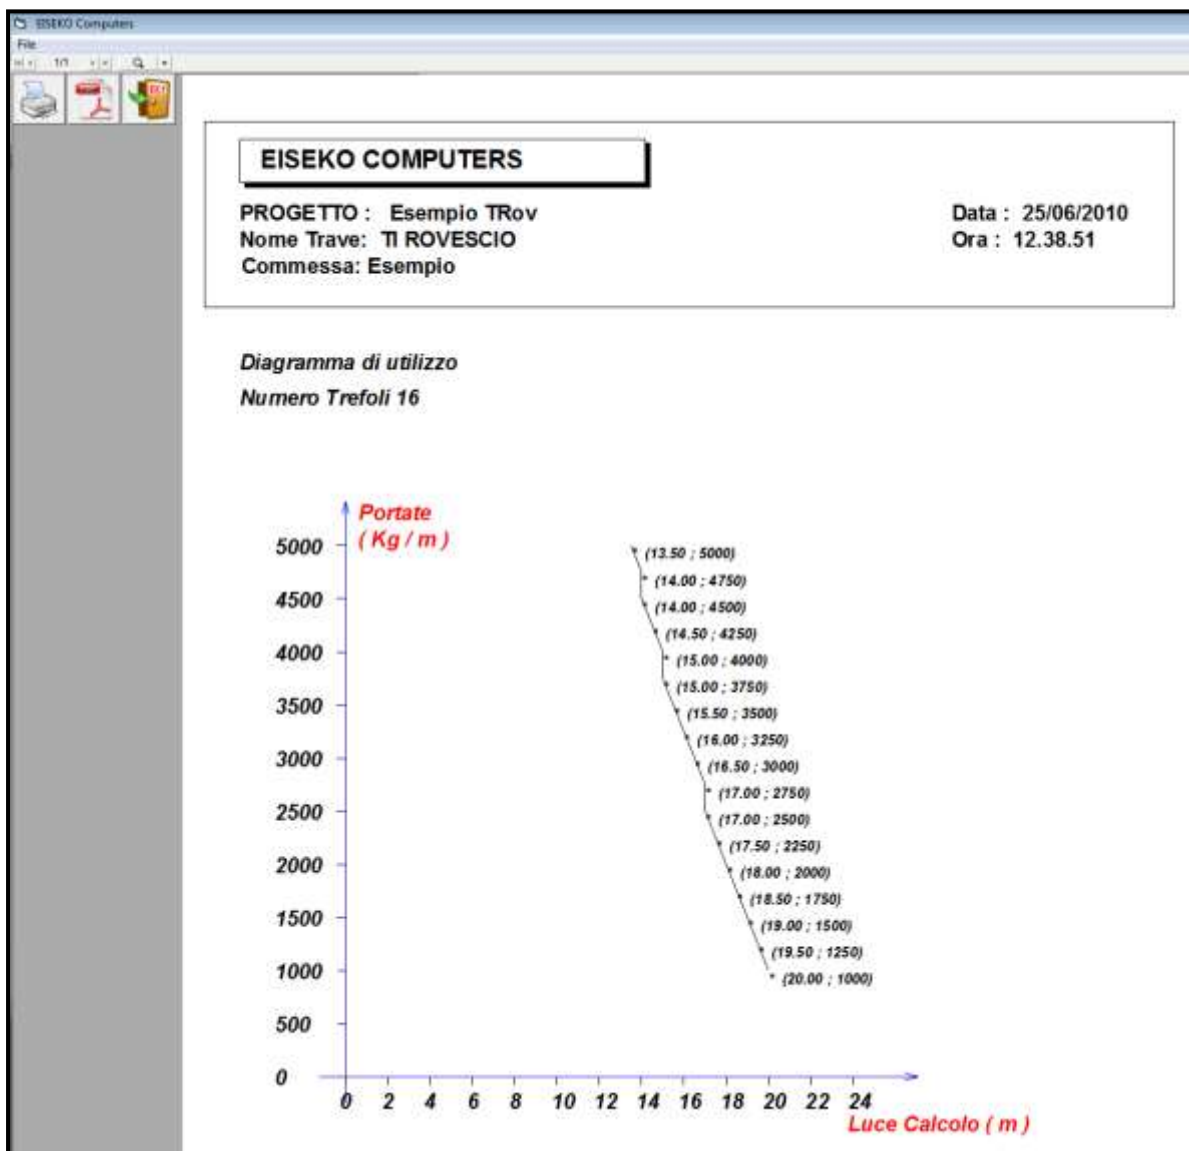 EISEKO Computers
File
1/1
EISEKO COMPUTERS
PROGETTO : Esempio TRov
Data : 25/06/2010
Nome Trave: TI ROVESCIO
Ora : 12.38.51
Commessa: Esempio
Diagramma di utilizzo
Numero Trefoli 16
Portate
( Kg / m )
5000
4500
4000
3500
3000
2500
2000
1500
1000
500
0
(13.50 ; 5000)
(14.00 ; 4750)
(14.00 ; 4500)
(14.50 ; 4250)
(15.00 ; 4000)
(15.00 ; 3750)
(15.50 ; 3500)
(16.00 ; 3250)
(16.50 ; 3000)
(17.00 ; 2750)
(17.00 ; 2500)
(17.50 ; 2250)
(18.00 ; 2000)
(18.50 ; 1750)
(19.00 ; 1500)
(19.50 ; 1250)
(20.00 ; 1000)
0 2 4 6 8 10 12 14 16 18 20 22 24
Luce Calcolo ( m )